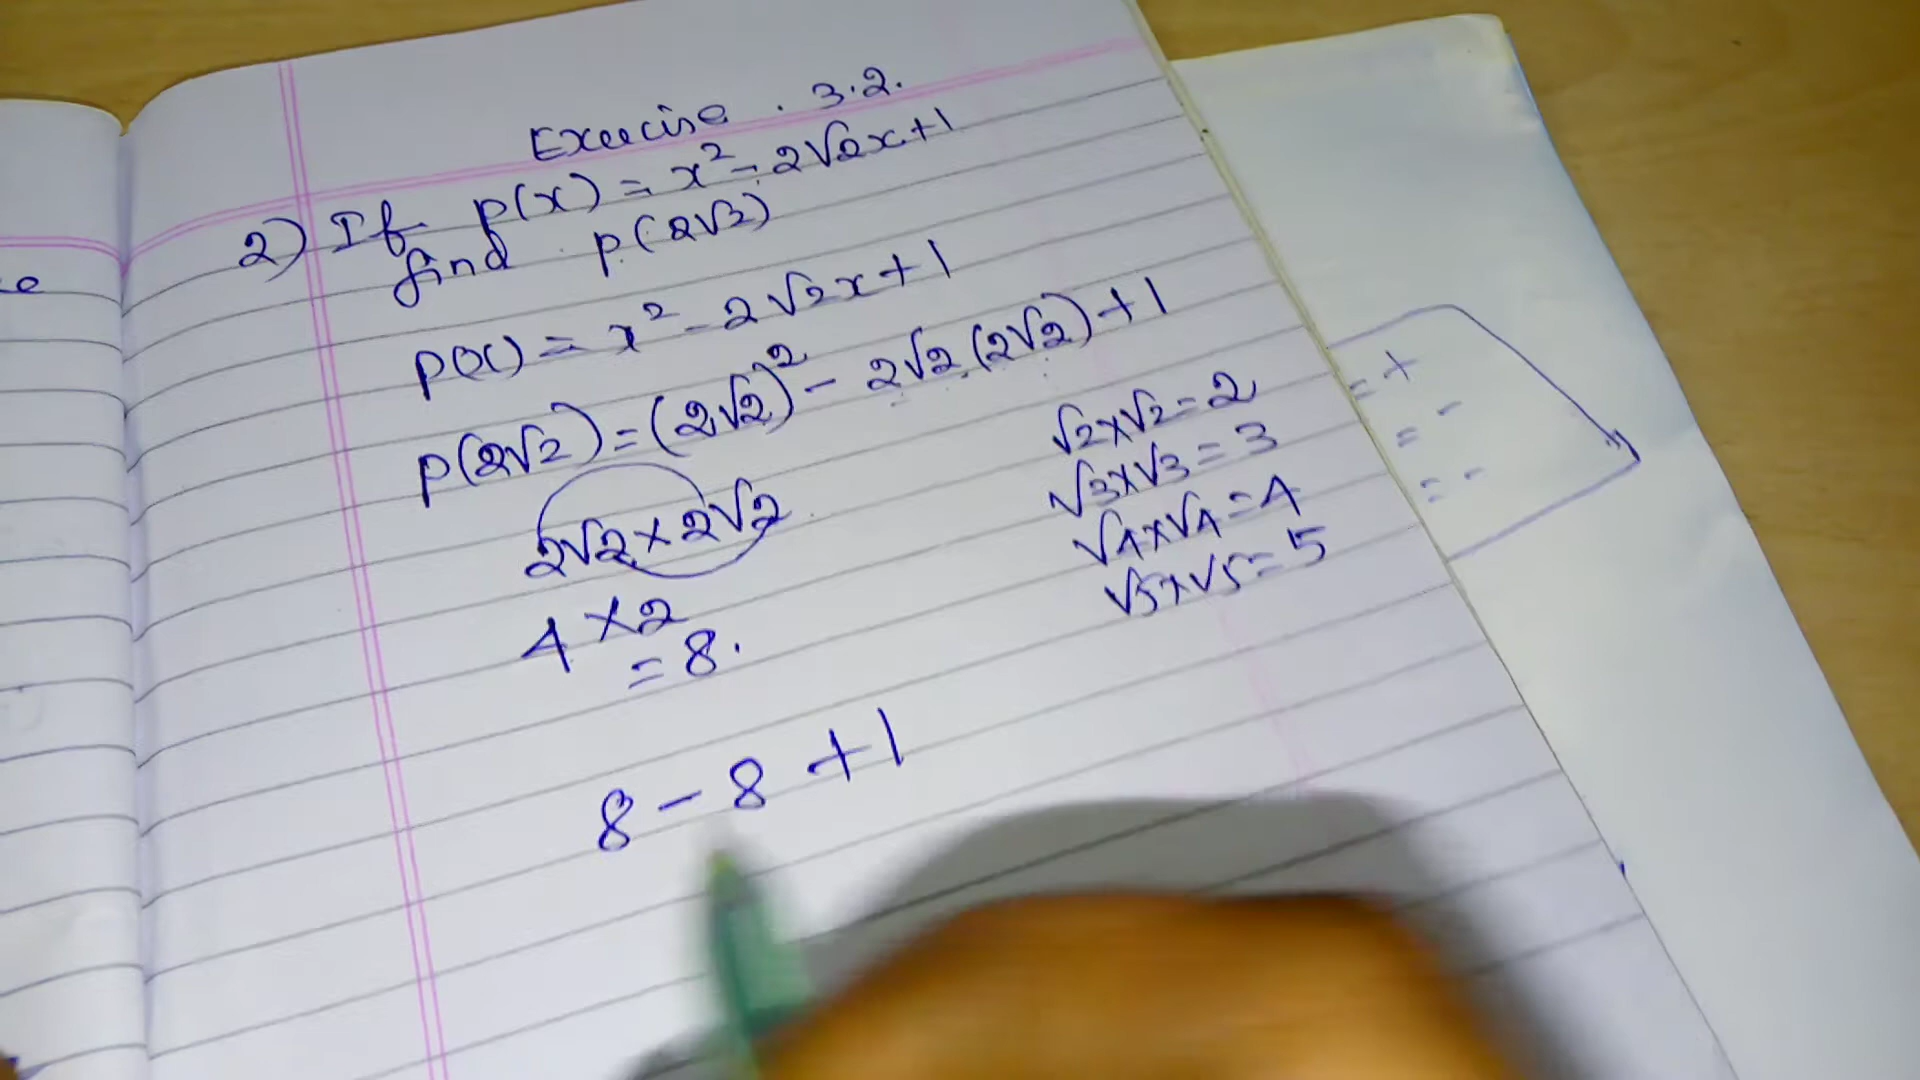 Exercise. 3.2.
2) If p(x) = x² - 2√2x+1
find p(2√2)
p(x) = x² - 2√2x+1
p(2√2) = (2√2)² - 2√2(2√2)+1
2√2 × 2√2
4 × 2
= 8.
8 - 8 +1
√2×√2=2
√3×√3=3
√4×√4=4
√5×√5=5
= +
= -
= -